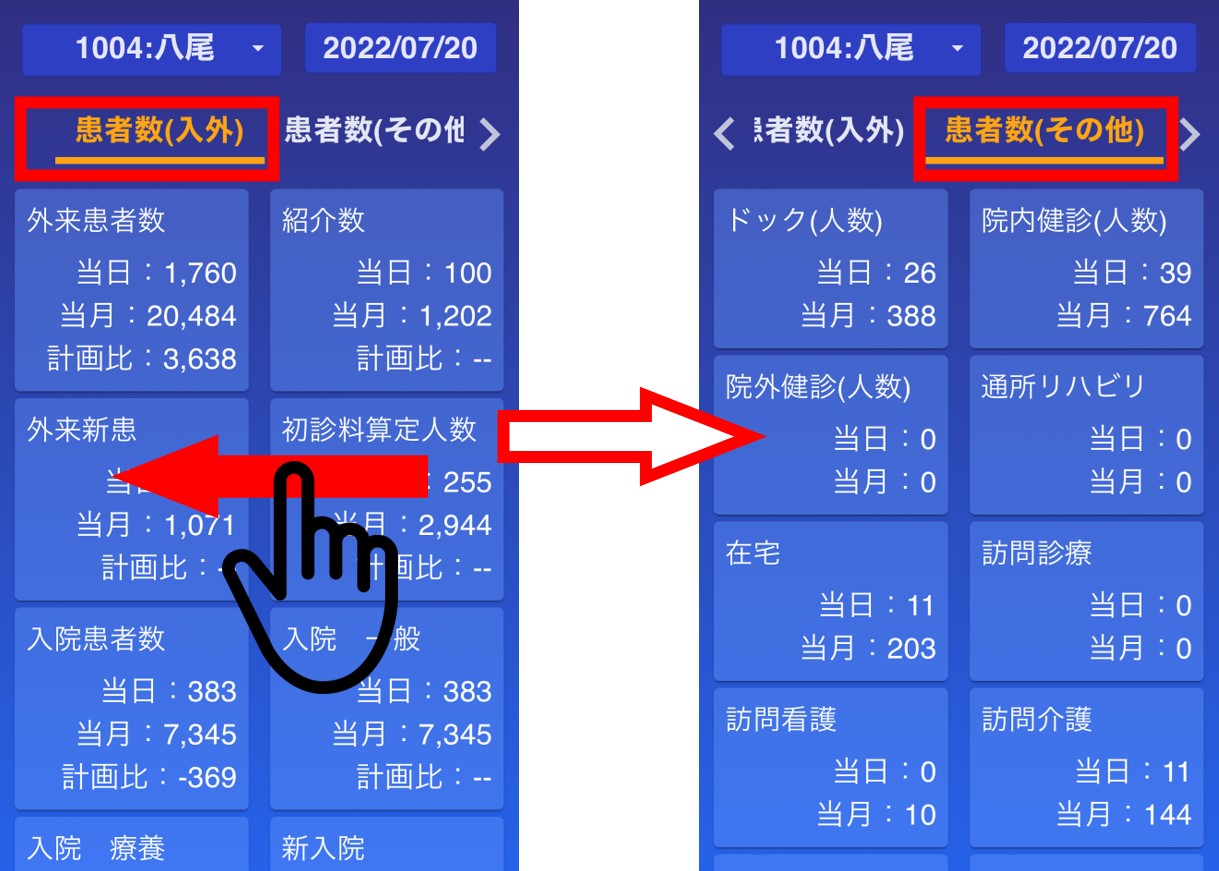 1004:八尾
2022/07/20
患者数(入外)
患者数(その他
外来患者数
当日：1,760
当月：20,484
計画比：3,638
紹介数
当日：100
当月：1,202
計画比：--
外来新患
当月：1,071
計画比：-
初診料算定人数
255
当月：2,944
計画比：--
入院患者数
当日：383
当月：7,345
計画比：-369
入院　一般
当日：383
当月：7,345
計画比：--
入院　療養
新入院
1004:八尾
2022/07/20
者数(入外)
患者数(その他)
ドック(人数)
当日：26
当月：388
院内健診(人数)
当日：39
当月：764
院外健診(人数)
当日：0
当月：0
通所リハビリ
当日：0
当月：0
在宅
当日：11
当月：203
訪問診療
当日：0
当月：0
訪問看護
当日：0
当月：10
訪問介護
当日：11
当月：144